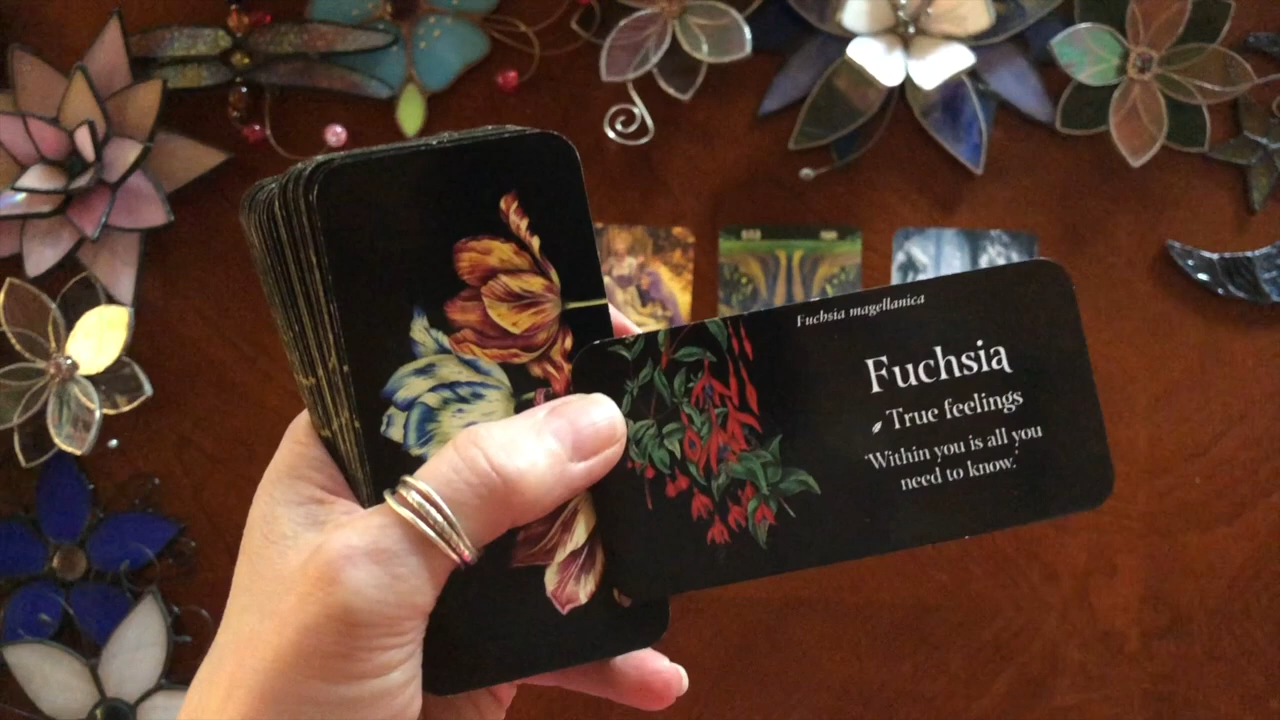 Fuchsia magellanica
Fuchsia
True feelings
'Within you is all you
need to know.'